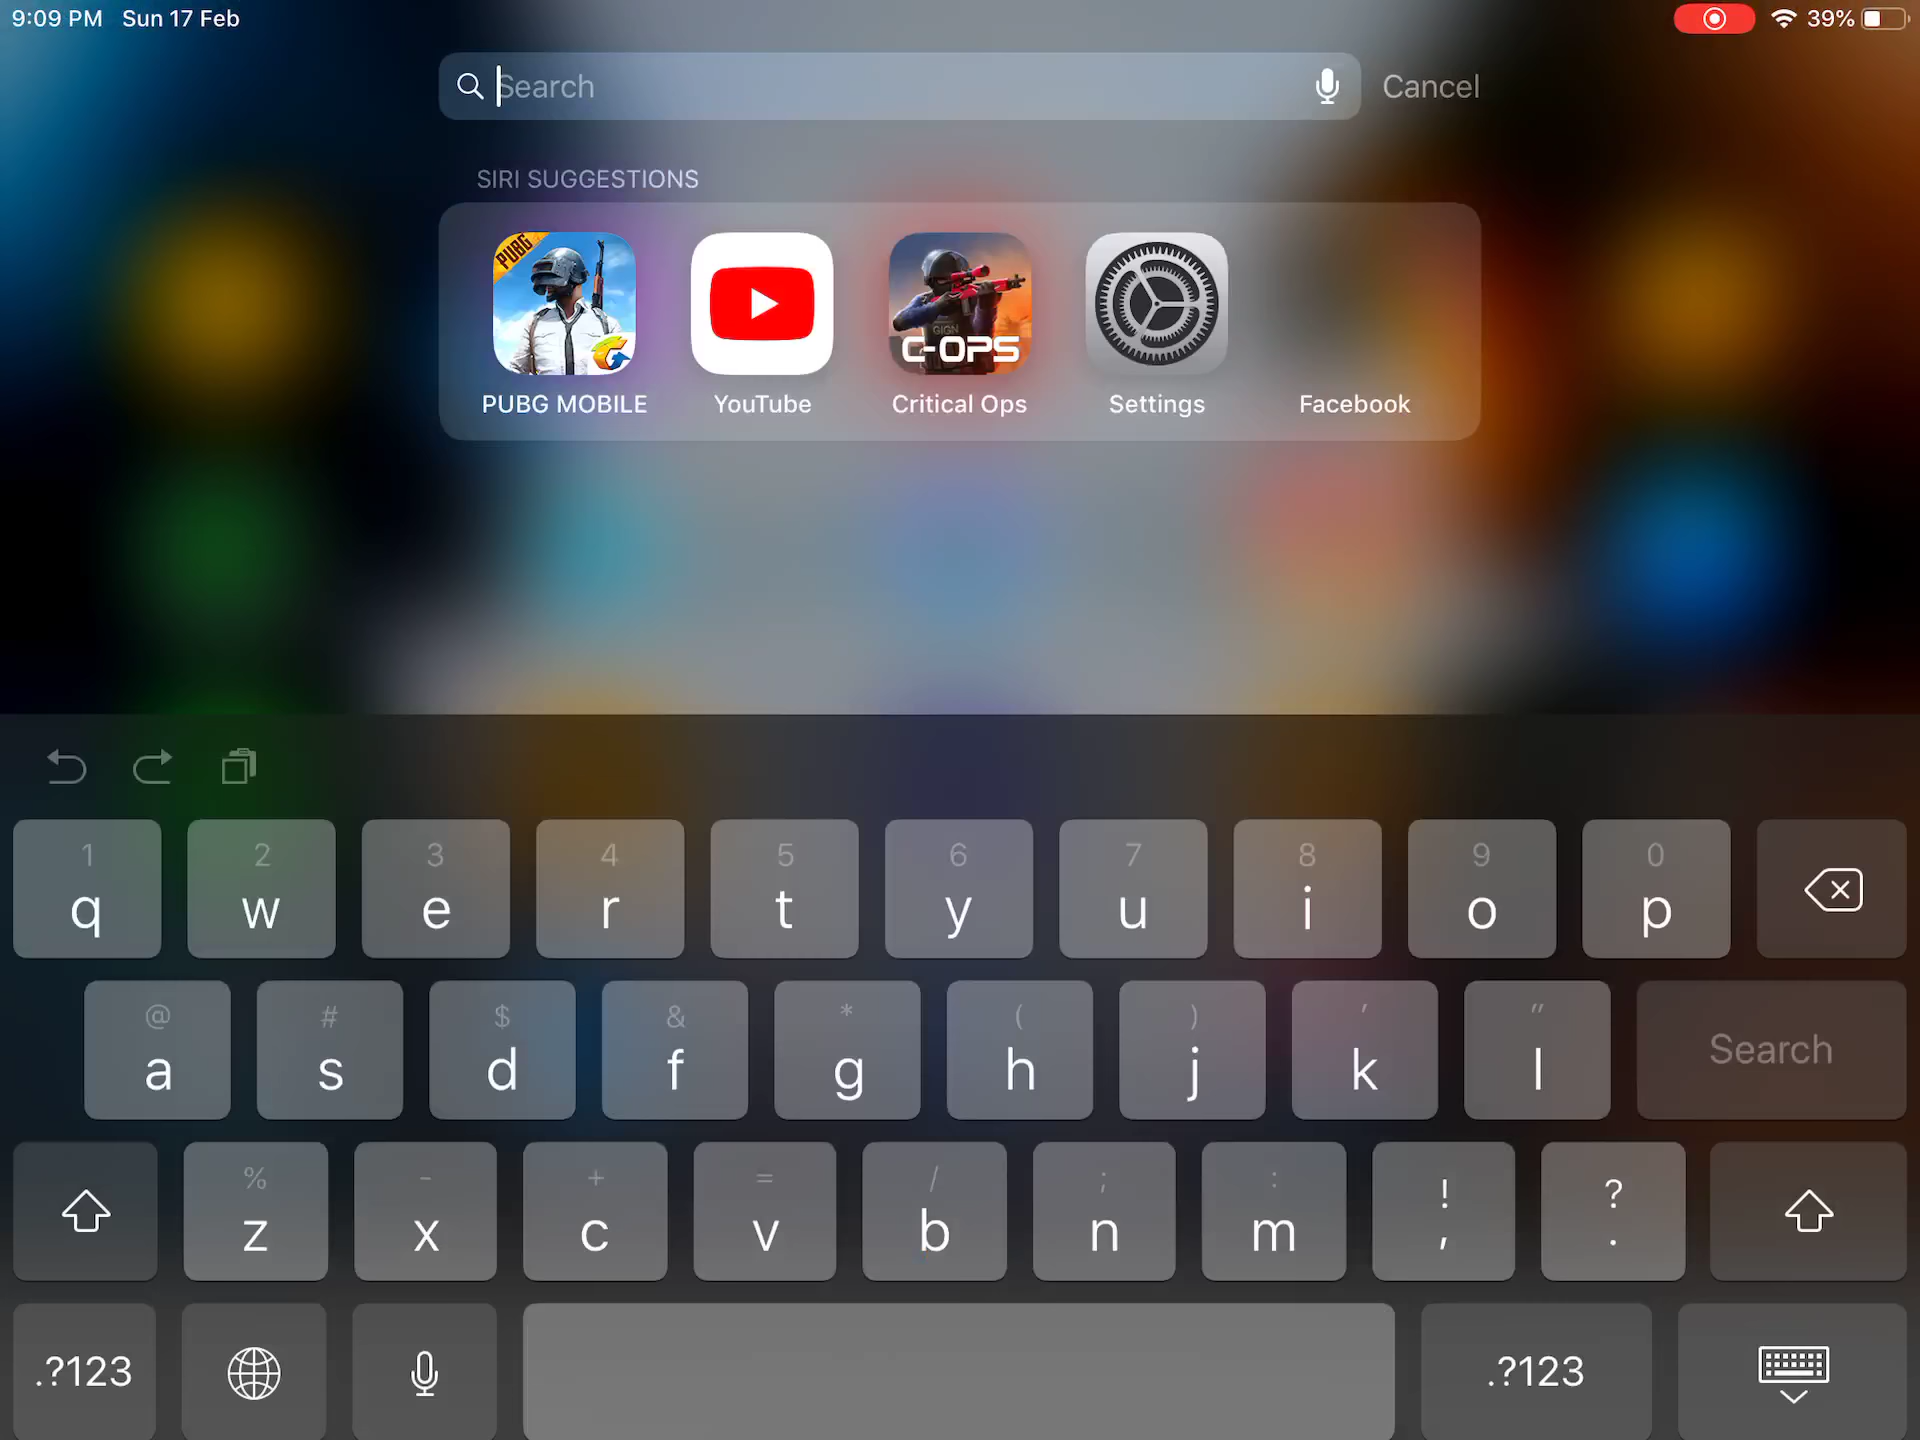 9:09 PM Sun 17 Feb 39%
Search Cancel
SIRI SUGGESTIONS
PUBG
GIGN
C-OPS
PUBG MOBILE YouTube Critical Ops Settings Facebook
1 2 3 4 5 6 7 8 9 0
q w e r t y u i o p
@ # $ & * ( ) ' "
a s d f g h j k l Search
% - + = / ; : ! ?
z x c v b n m , .
.?123 .?123